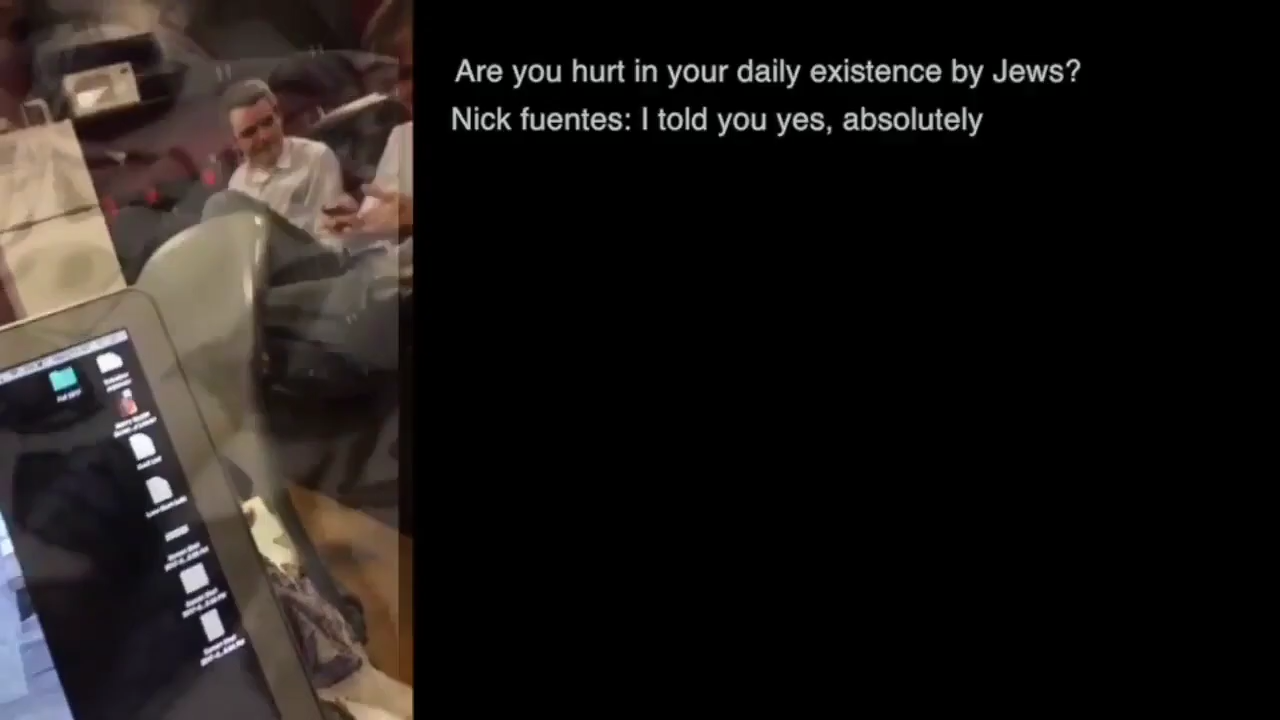 Are you hurt in your daily existence by Jews?
Nick fuentes: I told you yes, absolutely